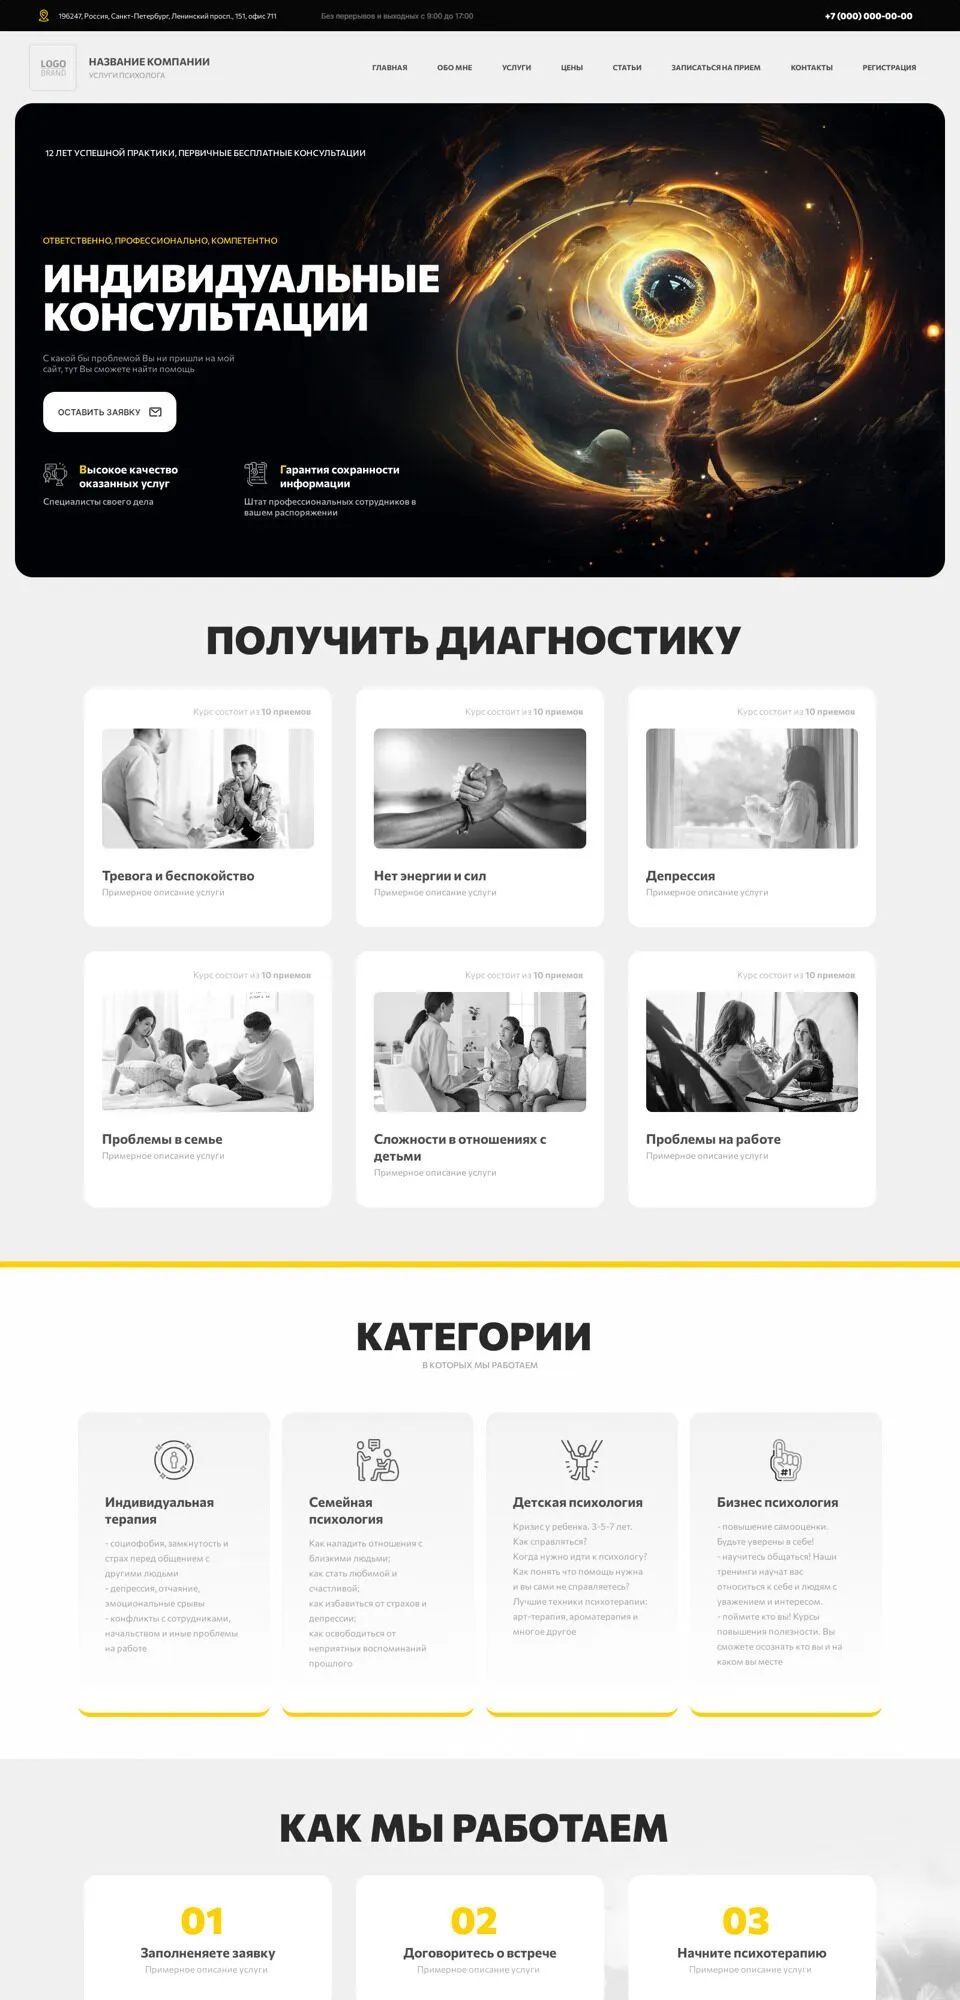 196247, Россия, Санкт-Петербург, Ленинский просп., 151, офис 711
Без перерывов и выходных с 9:00 до 17:00
+7 (000) 000-00-00
LOGO
BRAND
НАЗВАНИЕ КОМПАНИИ
УСЛУГИ ПСИХОЛОГА
ГЛАВНАЯ ОБО МНЕ УСЛУГИ ЦЕНЫ СТАТЬИ ЗАПИСАТЬСЯ НА ПРИЕМ КОНТАКТЫ РЕГИСТРАЦИЯ
12 ЛЕТ УСПЕШНОЙ ПРАКТИКИ, ПЕРВИЧНЫЕ БЕСПЛАТНЫЕ КОНСУЛЬТАЦИИ
ОТВЕТСТВЕННО, ПРОФЕССИОНАЛЬНО, КОМПЕТЕНТНО
ИНДИВИДУАЛЬНЫЕ
КОНСУЛЬТАЦИИ
С какой бы проблемой Вы ни пришли на мой
сайт, тут Вы сможете найти помощь
ОСТАВИТЬ ЗАЯВКУ
Высокое качество
оказанных услуг
Специалисты своего дела
Гарантия сохранности
информации
Штат профессиональных сотрудников в
вашем распоряжении
ПОЛУЧИТЬ ДИАГНОСТИКУ
Курс состоит из 10 приемов
Тревога и беспокойство
Примерное описание услуги
Курс состоит из 10 приемов
Нет энергии и сил
Примерное описание услуги
Курс состоит из 10 приемов
Депрессия
Примерное описание услуги
Курс состоит из 10 приемов
Проблемы в семье
Примерное описание услуги
Курс состоит из 10 приемов
Сложности в отношениях с
детьми
Примерное описание услуги
Курс состоит из 10 приемов
Проблемы на работе
Примерное описание услуги
КАТЕГОРИИ
В КОТОРЫХ МЫ РАБОТАЕМ
Индивидуальная
терапия
- социофобия, замкнутость и
страх перед общением с
другими людьми
- депрессия, отчаяние,
эмоциональные срывы
- конфликты с сотрудниками,
начальством и иные проблемы
на работе
Семейная
психология
Как наладить отношения с
близкими людьми;
как стать любимой и
счастливой;
как избавиться от страхов и
депрессии;
как освободиться от
неприятных воспоминаний
прошлого
Детская психология
Кризис у ребенка. 3-5-7 лет.
Как справляться?
Когда нужно идти к психологу?
Как понять что помощь нужна
и вы сами не справляетесь?
Лучшие техники психотерапии:
арт-терапия, ароматерапия и
многое другое
#1
Бизнес психология
- повышение самооценки.
Будьте уверены в себе!
- научитесь общаться! Наши
тренинги научат вас
относиться к себе и людям с
уважением и интересом.
- поймите кто вы! Курсы
повышения полезности. Вы
сможете осознать кто вы и на
каком вы месте
КАК МЫ РАБОТАЕМ
01
Заполненяете заявку
Примерное описание услуги
02
Договоритесь о встрече
Примерное описание услуги
03
Начните психотерапию
Примерное описание услуги